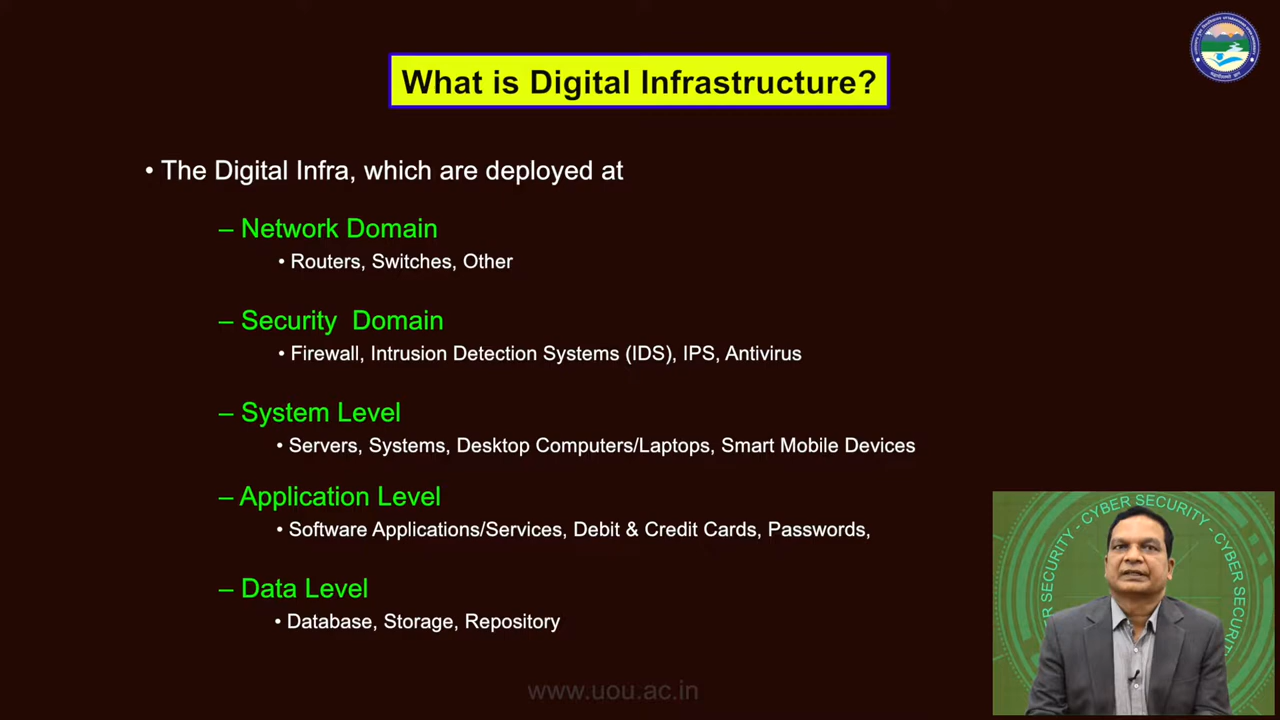 What is Digital Infrastructure?
• The Digital Infra, which are deployed at
– Network Domain
• Routers, Switches, Other
– Security Domain
• Firewall, Intrusion Detection Systems (IDS), IPS, Antivirus
– System Level
• Servers, Systems, Desktop Computers/Laptops, Smart Mobile Devices
– Application Level
• Software Applications/Services, Debit & Credit Cards, Passwords,
– Data Level
• Database, Storage, Repository
CYBER SECURITY - CYBER SECURITY
www.uou.ac.in